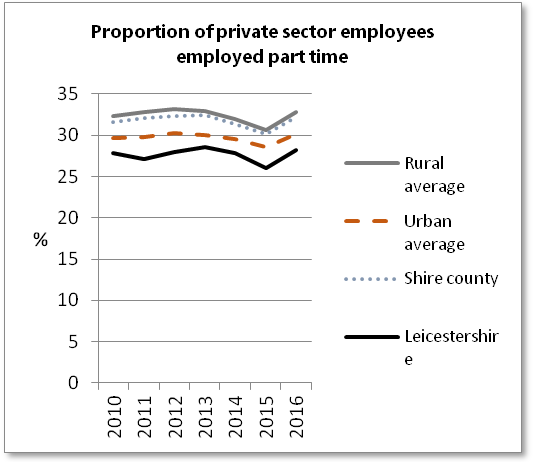 Proportion of private sector employees
employed part time
35
30
25
20
15
10
5
0
%
2010
2011
2012
2013
2014
2015
2016
Rural
average
Urban
average
Shire county
Leicestershir
e